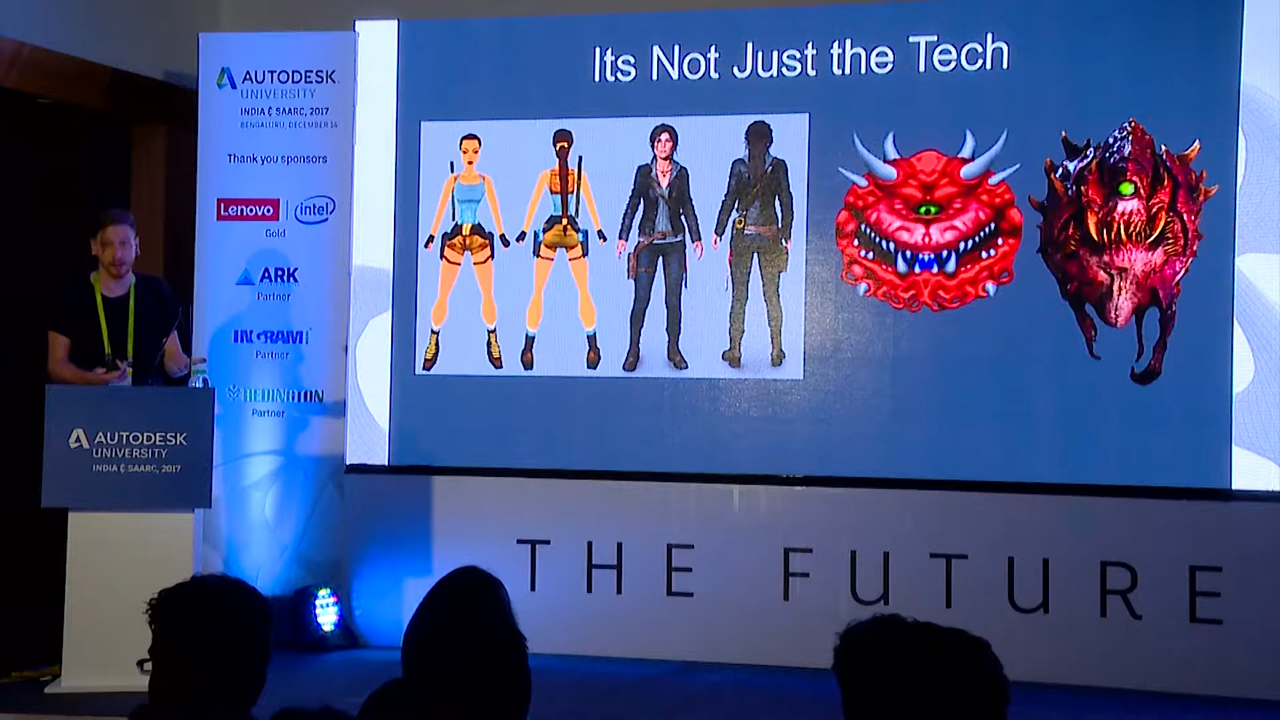 Its Not Just the Tech
AUTODESK
UNIVERSITY
INDIA & SAARC, 2017
BENGALURU, DECEMBER 14
Thank you sponsors
Lenovo
intel
Gold
ARK
Partner
INGRAM
Partner
REDINGTON
Partner
AUTODESK
UNIVERSITY
INDIA & SAARC, 2017
THE FUTURE